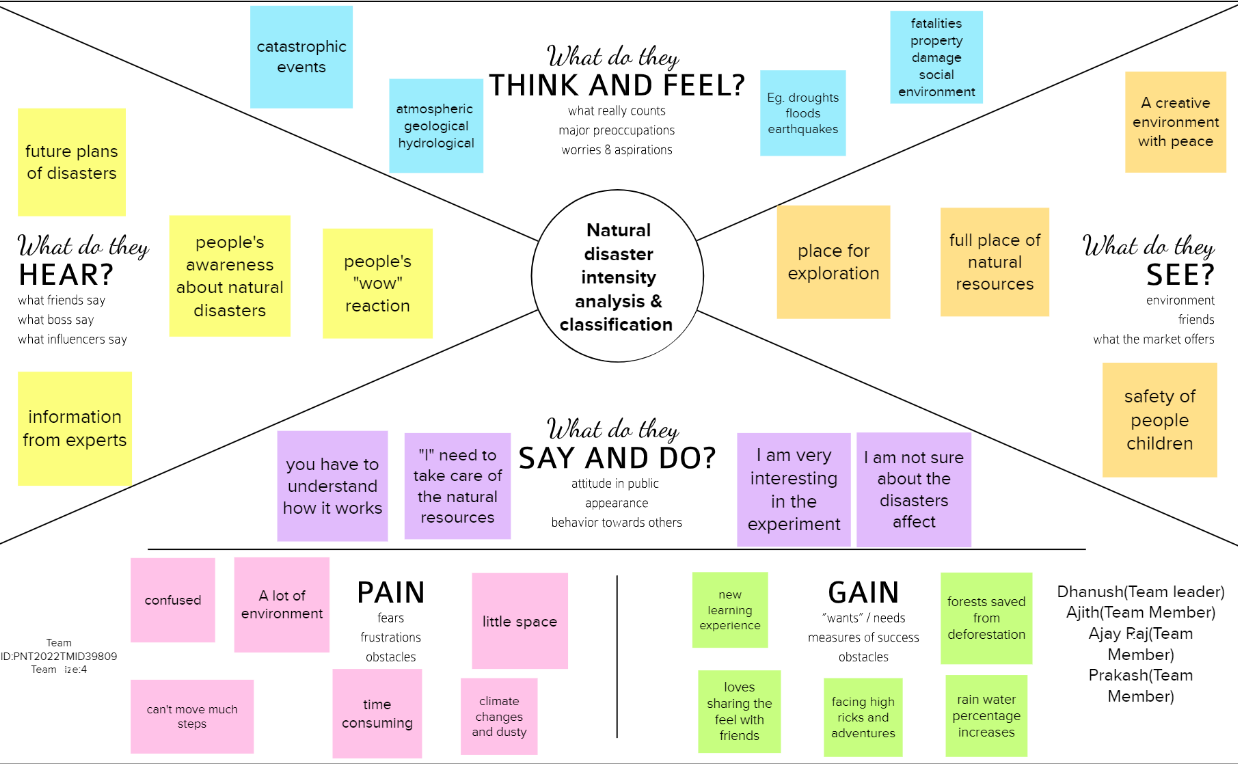 catastrophic
events
atmospheric
geological
hydrological
What do they
THINK AND FEEL?
what really counts
major preoccupations
worries & aspirations
Eg. droughts
floods
earthquakes
fatalities
property
damage
social
environment
future plans
of disasters
What do they
HEAR?
what friends say
what boss say
what influencers say
people's
awareness
about natural
disasters
people's
"wow"
reaction
information
from experts
Natural
disaster
intensity
analysis &
classification
A creative
environment
with peace
place for
exploration
full place of
natural
resources
What do they
SEE?
environment
friends
what the market offers
safety of
people
children
What do they
SAY AND DO?
attitude in public
appearance
behavior towards others
you have to
understand
how it works
"I" need to
take care of
the natural
resources
I am very
interesting
in the
experiment
I am not sure
about the
disasters
affect
PAIN
fears
frustrations
obstacles
confused
A lot of
environment
little space
can't move much
steps
time
consuming
climate
changes
and dusty
Team
ID:PNT2022TMID39809
Team ize:4
GAIN
"wants" / needs
measures of success
obstacles
new
learning
experience
forests saved
from
deforestation
loves
sharing the
feel with
friends
facing high
ricks and
adventures
rain water
percentage
increases
Dhanush(Team leader)
Ajith(Team Member)
Ajay Raj(Team
Member)
Prakash(Team
Member)